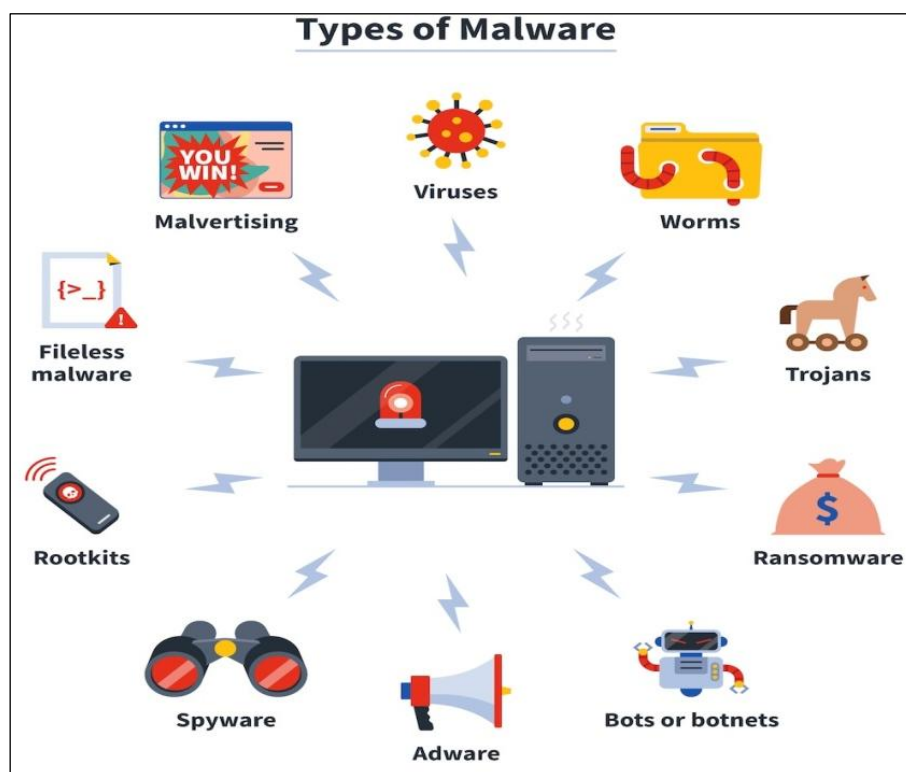 Types of Malware
YOU
WIN!
Malvertising
Viruses
Worms
{>_}
!
Fileless
malware
Trojans
Rootkits
$
Ransomware
Spyware
Adware
Bots or botnets